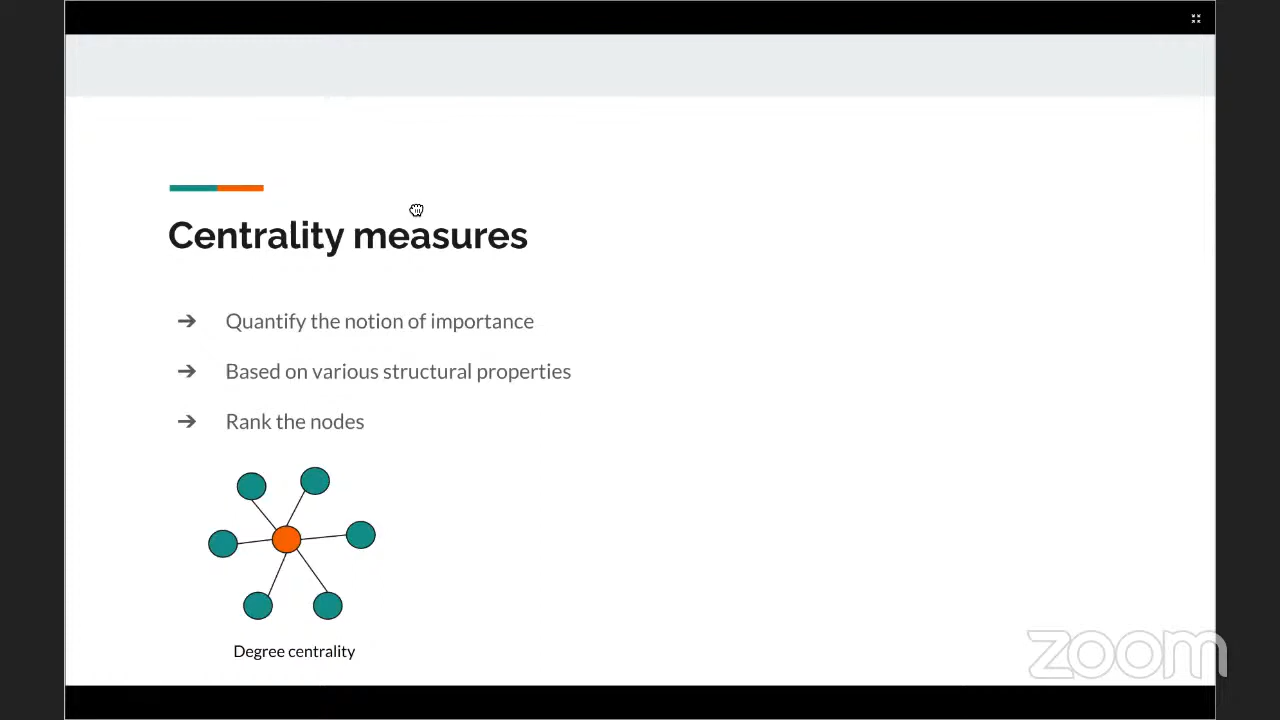 Centrality measures
➔ Quantify the notion of importance
➔ Based on various structural properties
➔ Rank the nodes
Degree centrality
zoom